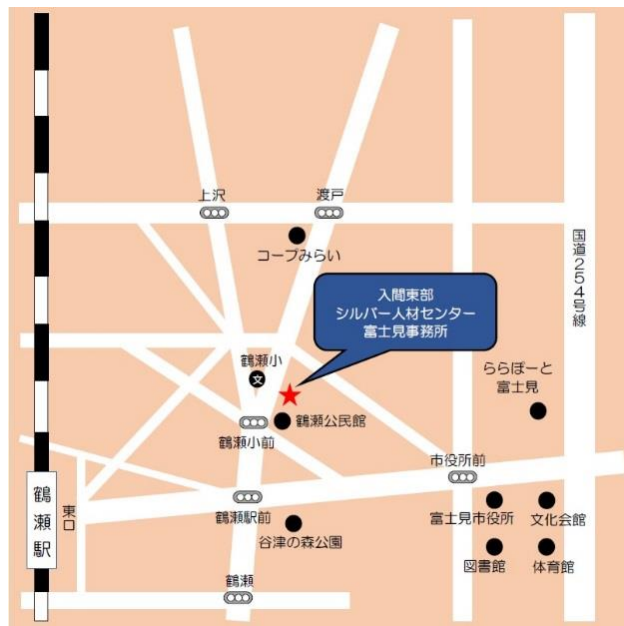 上沢
渡戸
コープみらい
国道254号線
入間東部
シルバー人材センター
富士見事務所
鶴瀬小
文
ららぽーと
富士見
鶴瀬公民館
鶴瀬小前
市役所前
鶴瀬駅
東口
鶴瀬駅前
谷津の森公園
富士見市役所
文化会館
図書館
体育館
鶴瀬